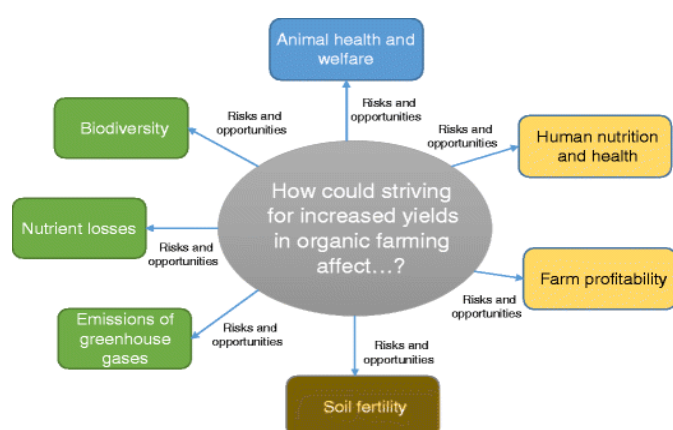 Animal health and
welfare
Risks and
opportunities
Risks and
opportunities
Risks and
opportunities
Biodiversity
Human nutrition
and health
How could striving
for increased yields
in organic farming
affect...?
Nutrient losses
Risks and
opportunities
Farm profitability
Risks and
opportunities
Emissions of
greenhouse
gases
Risks and
opportunities
Risks and
opportunities
Soil fertility